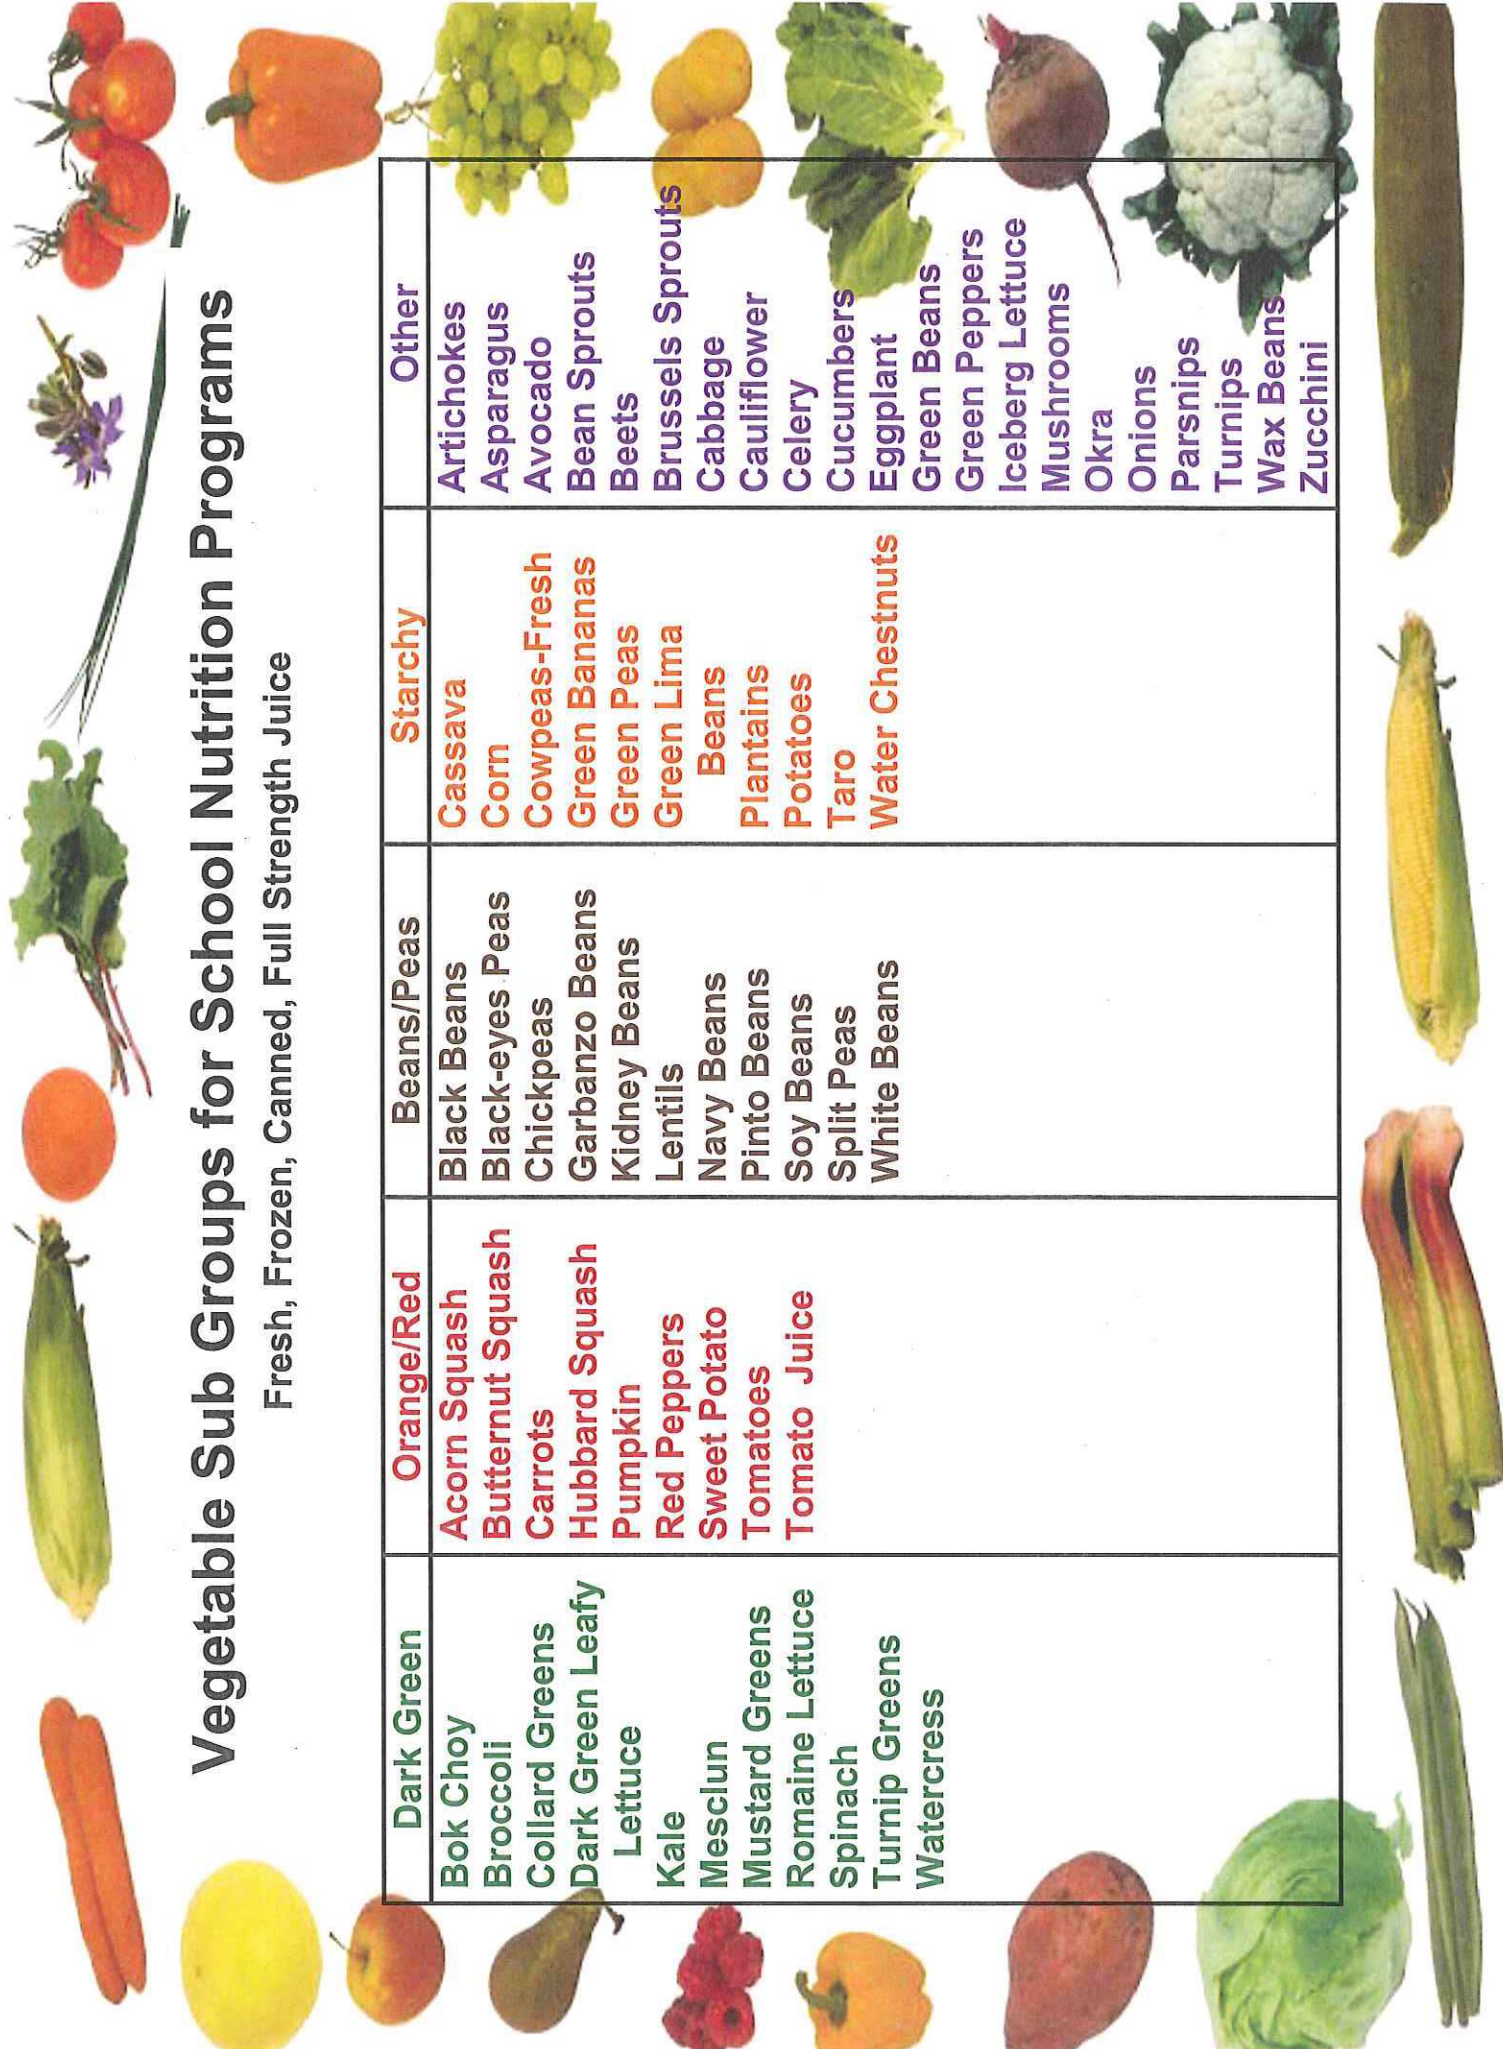 Vegetable Sub Groups for School Nutrition Programs
Fresh, Frozen, Canned, Full Strength Juice
Dark Green
Bok Choy
Broccoli
Collard Greens
Dark Green Leafy
Lettuce
Kale
Mesclun
Mustard Greens
Romaine Lettuce
Spinach
Turnip Greens
Watercress
Orange/Red
Acorn Squash
Butternut Squash
Carrots
Hubbard Squash
Pumpkin
Red Peppers
Sweet Potato
Tomatoes
Tomato Juice
Beans/Peas
Black Beans
Black-eyes Peas
Chickpeas
Garbanzo Beans
Kidney Beans
Lentils
Navy Beans
Pinto Beans
Soy Beans
Split Peas
White Beans
Starchy
Cassava
Corn
Cowpeas-Fresh
Green Bananas
Green Peas
Green Lima
Beans
Plantains
Potatoes
Taro
Water Chestnuts
Other
Artichokes
Asparagus
Avocado
Bean Sprouts
Beets
Brussels Sprouts
Cabbage
Cauliflower
Celery
Cucumbers
Eggplant
Green Beans
Green Peppers
Iceberg Lettuce
Mushrooms
Okra
Onions
Parsnips
Turnips
Wax Beans
Zucchini